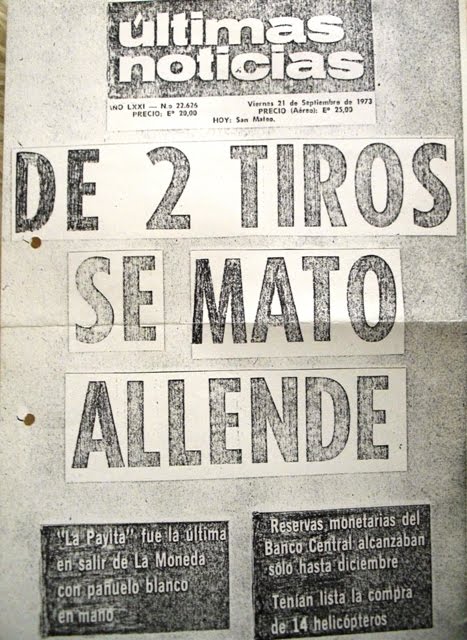 últimas
noticias
AÑO LXXI — N.o 22.626
Viernes 21 de Septiembre de 1973
PRECIO: Eº 20,00
PRECIO (Aéreo): Eº 25,00
HOY: San Mateo.
DE 2 TIROS
SE MATO
ALLENDE
"La Payita" fue la última
en salir de La Moneda
con pañuelo blanco
en mano
Reservas monetarias del
Banco Central alcanzaban
sólo hasta diciembre
Tenían lista la compra
de 14 helicópteros